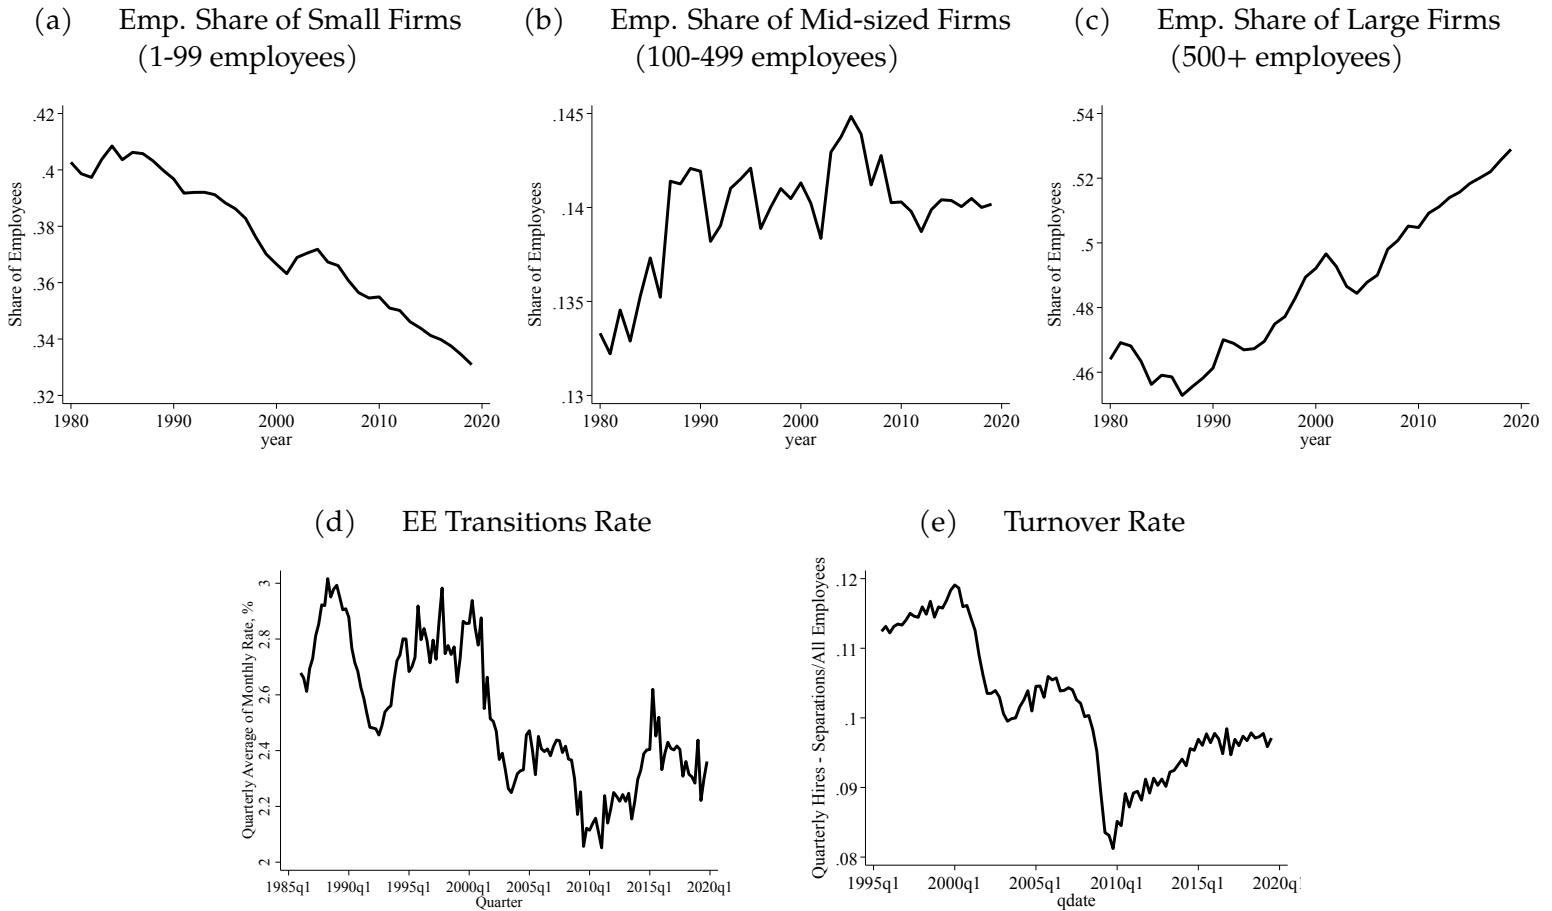 (a) Emp. Share of Small Firms
(1-99 employees)
(b) Emp. Share of Mid-sized Firms
(100-499 employees)
(c) Emp. Share of Large Firms
(500+ employees)
Share of Employees
.42
.4
.38
.36
.34
.32
1980 1990 2000 2010 2020
year
Share of Employees
.145
.14
.135
.13
1980 1990 2000 2010 2020
year
Share of Employees
.54
.52
.5
.48
.46
1980 1990 2000 2010 2020
year
(d) EE Transitions Rate
Quarterly Average of Monthly Rate, %
3
2.8
2.6
2.4
2.2
2
1985q1 1990q1 1995q1 2000q1 2005q1 2010q1 2015q1 2020q1
Quarter
(e) Turnover Rate
Quarterly Hires - Separations/All Employees
.12
.11
.1
.09
.08
1995q1 2000q1 2005q1 2010q1 2015q1 2020q
qdate